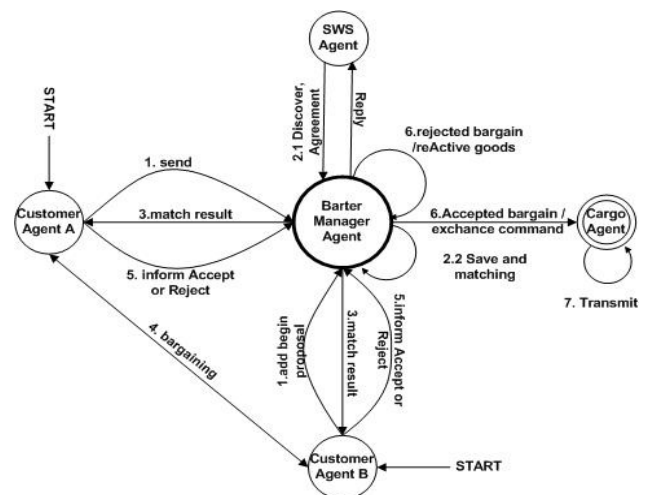 SWS
Agent
START
2.1 Discover,
Agreement
Reply
6.rejected bargain
/reActive goods
1. send
Customer
Agent A
3.match result
Barter
Manager
Agent
6.Accepted bargain /
exchance command
Cargo
Agent
5. inform Accept
or Reject
2.2 Save and
matching
7. Transmit
4. bargaining
1.add begin
proposal
3.match result
5.inform Accept or
Reject
Customer
Agent B
START